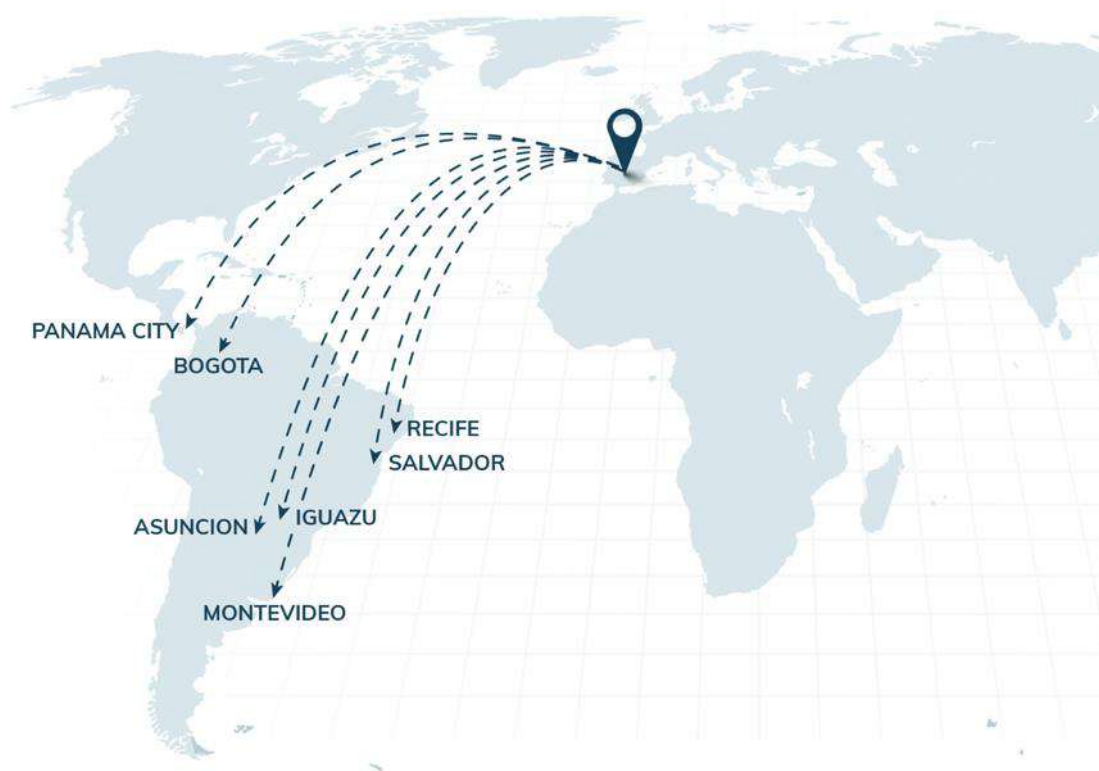 PANAMA CITY
BOGOTA
RECIFE
SALVADOR
IGUAZU
ASUNCION
MONTEVIDEO